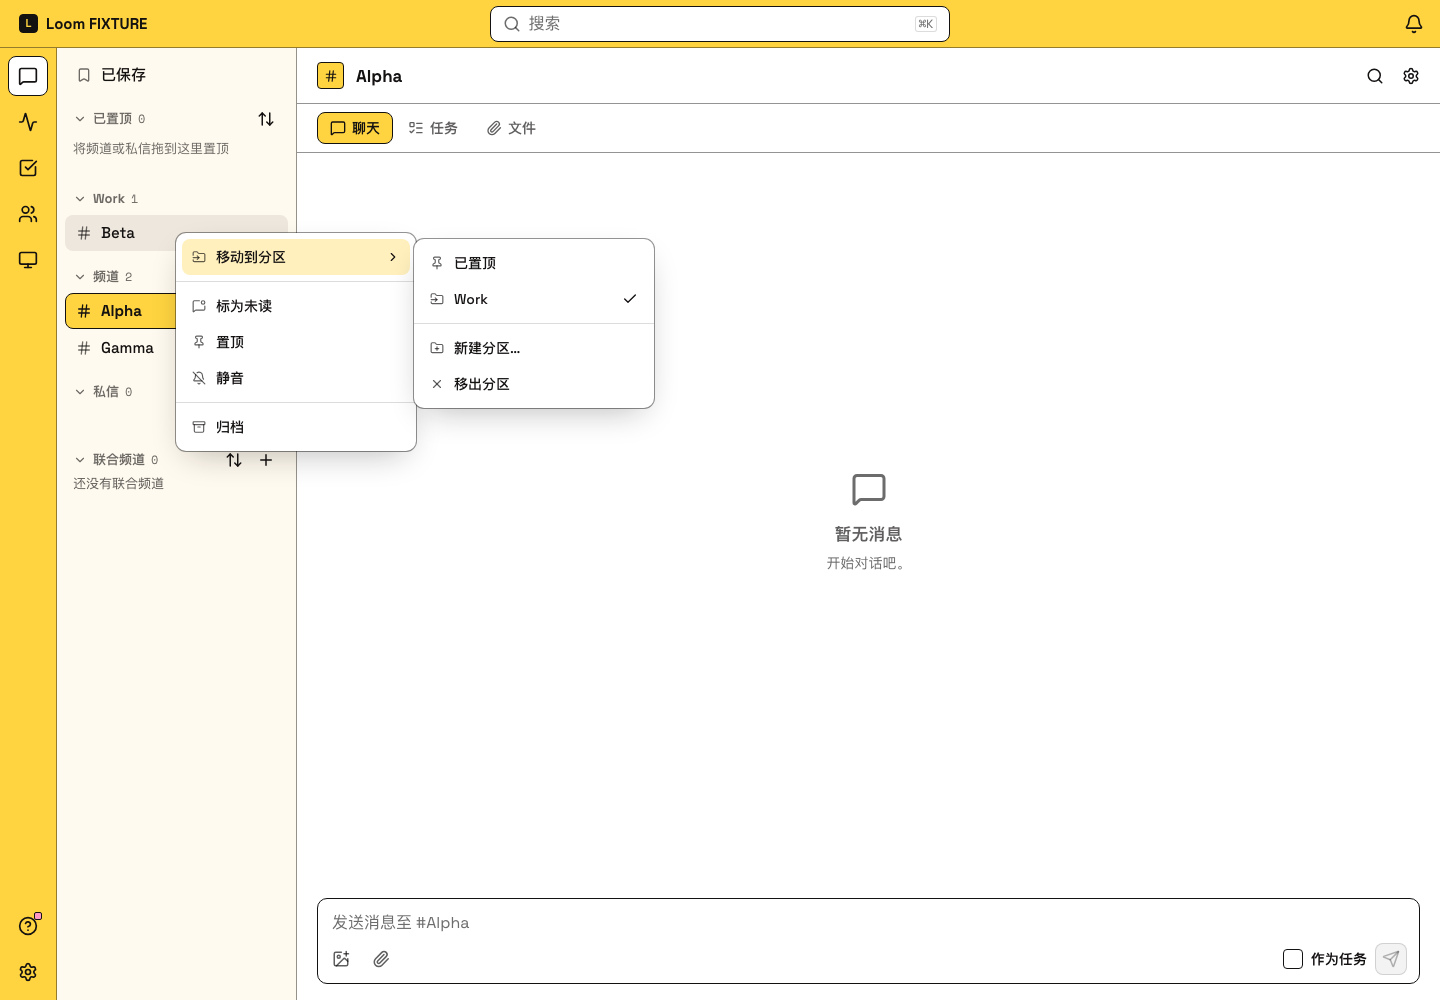 L Loom FIXTURE
搜索
⌘K
已保存
已置顶 0
将频道或私信拖到这里置顶
Work 1
Beta
频道 2
Alpha
Gamma
私信 0
联合频道 0
还没有联合频道
移动到分区
标为未读
置顶
静音
归档
已置顶
Work
新建分区...
移出分区
Alpha
聊天
任务
文件
暂无消息
开始对话吧。
发送消息至 #Alpha
作为任务